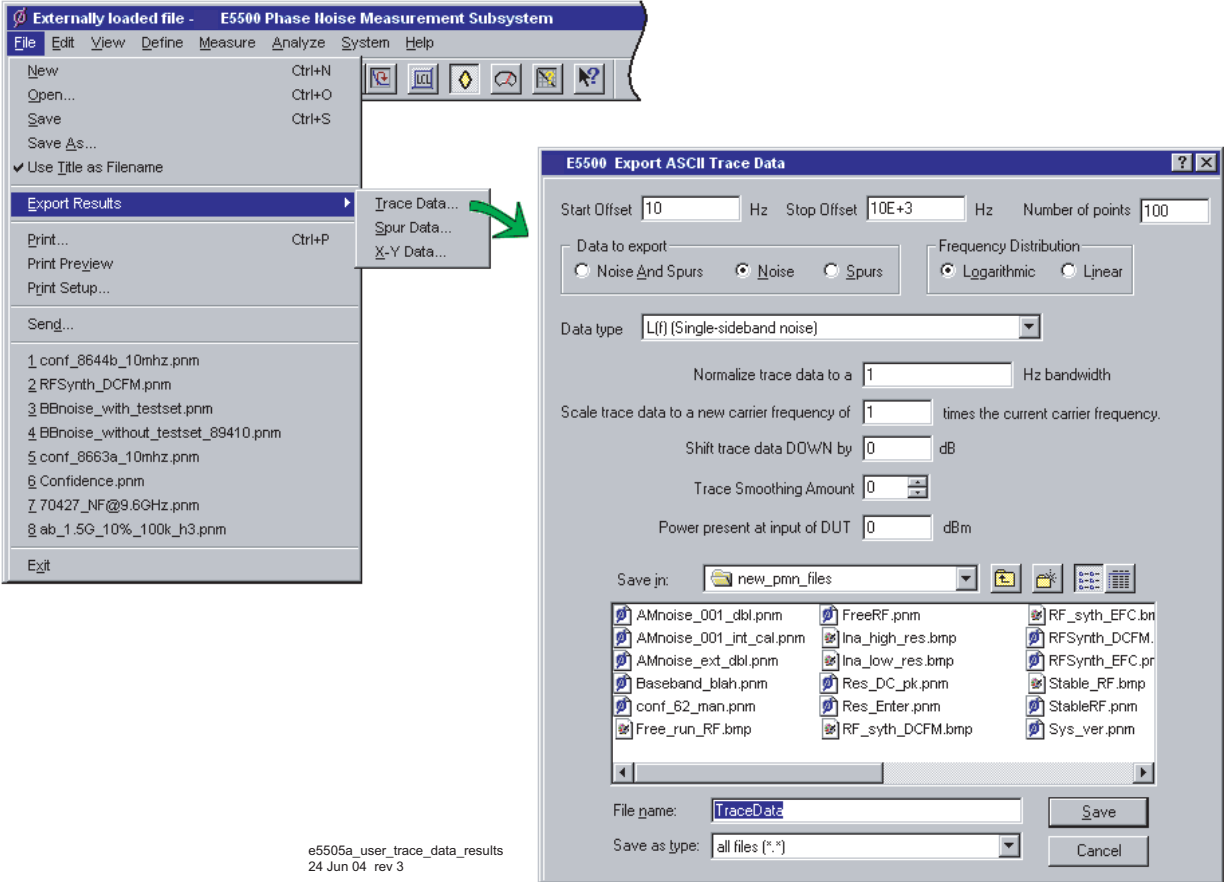 Externally loaded file - E5500 Phase Noise Measurement Subsystem
File Edit View Define Measure Analyze System Help
New Ctrl+N
Open... Ctrl+O
Save Ctrl+S
Save As...
Use Title as Filename
Export Results
Trace Data...
Spur Data...
X-Y Data...
Print... Ctrl+P
Print Preview
Print Setup...
Send...
1 conf_8644b_10mhz.pnm
2 RFSynth_DCFM.pnm
3 BBnoise_with_testset.pnm
4 BBnoise_without_testset_89410.pnm
5 conf_8663a_10mhz.pnm
6 Confidence.pnm
7 70427_NF@9.6GHz.pnm
8 ab_1.5G_10%_100k_h3.pnm
Exit
E5500 Export ASCII Trace Data
Start Offset 10 Hz Stop Offset 10E+3 Hz Number of points 100
Data to export
Noise And Spurs Noise Spurs
Frequency Distribution
Logarithmic Linear
Data type L(f) (Single-sideband noise)
Normalize trace data to a 1 Hz bandwidth
Scale trace data to a new carrier frequency of 1 times the current carrier frequency.
Shift trace data DOWN by 0 dB
Trace Smoothing Amount 0
Power present at input of DUT 0 dBm
Save in: new_pmn_files
AMnoise_001_dbl.pnm FreeRF.pnm RF_syth_EFC.bm
AMnoise_001_int_cal.pnm lna_high_res.bmp RFSynth_DCFM.
AMnoise_ext_dbl.pnm lna_low_res.bmp RFSynth_EFC.pr
Baseband_blah.pnm Res_DC_pk.pnm Stable_RF.bmp
conf_62_man.pnm Res_Enter.pnm StableRF.pnm
Free_run_RF.bmp RF_syth_DCFM.bmp Sys_ver.pnm
File name: TraceData Save
Save as type: all files (*.*) Cancel
e5505a_user_trace_data_results
24 Jun 04 rev 3